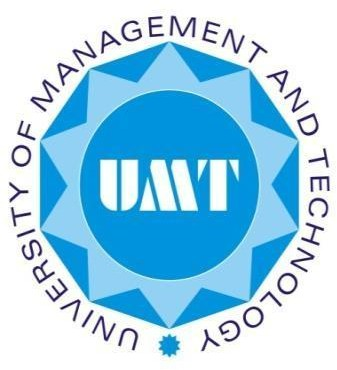 UNIVERSITY OF MANAGEMENT AND TECHNOLOGY
UMT